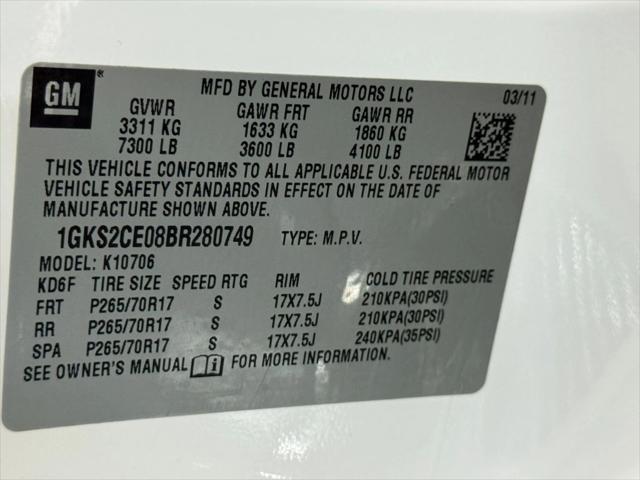 GM
MFD BY GENERAL MOTORS LLC 03/11
GVWR GAWR FRT GAWR RR
3311 KG 1633 KG 1860 KG
7300 LB 3600 LB 4100 LB
THIS VEHICLE CONFORMS TO ALL APPLICABLE U.S. FEDERAL MOTOR
VEHICLE SAFETY STANDARDS IN EFFECT ON THE DATE OF
MANUFACTURE SHOWN ABOVE.
1GKS2CE08BR280749 TYPE: M.P.V.
MODEL: K10706
KD6F TIRE SIZE SPEED RTG RIM COLD TIRE PRESSURE
FRT P265/70R17 S 17X7.5J 210KPA(30PSI)
RR P265/70R17 S 17X7.5J 210KPA(30PSI)
SPA P265/70R17 S 17X7.5J 240KPA(35PSI)
SEE OWNER'S MANUAL FOR MORE INFORMATION.